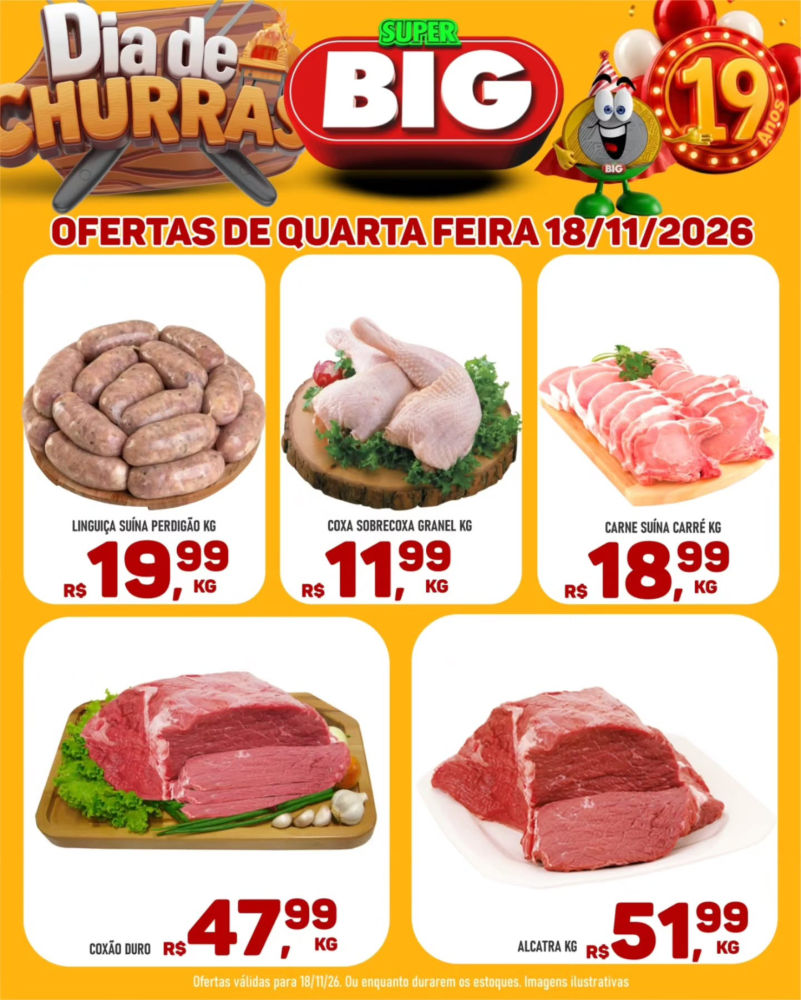 Dia de
CHURRAS
SUPER
BIG
19
Anos
BIG
OFERTAS DE QUARTA FEIRA 18/11/2026
LINGUIÇA SUÍNA PERDIGÃO KG
R$ 19,99 KG
COXA SOBRECOXA GRANEL KG
R$ 11,99 KG
CARNE SUÍNA CARRÉ KG
R$ 18,99 KG
COXÃO DURO R$ 47,99 KG
ALCATRA KG R$ 51,99 KG
Ofertas válidas para 18/11/26. Ou enquanto durarem os estoques. Imagens ilustrativas